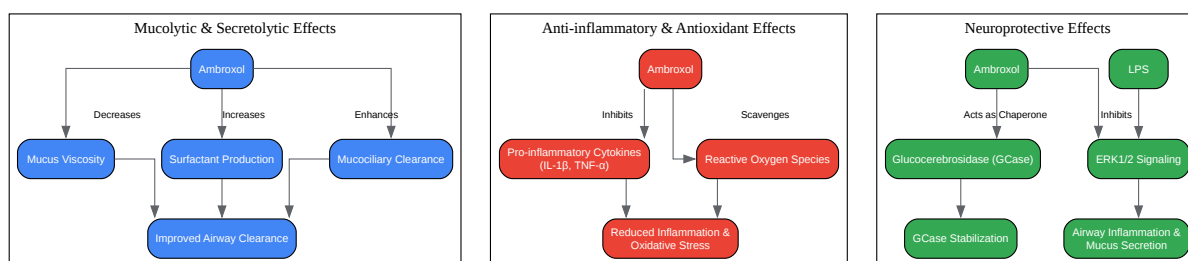 Mucolytic & Secretolytic Effects
Ambroxol
Decreases
Increases
Enhances
Mucus Viscosity
Surfactant Production
Mucociliary Clearance
Improved Airway Clearance
Anti-inflammatory & Antioxidant Effects
Ambroxol
Inhibits
Scavenges
Pro-inflammatory Cytokines
(IL-1β, TNF-α)
Reactive Oxygen Species
Reduced Inflammation &
Oxidative Stress
Neuroprotective Effects
Ambroxol
LPS
Acts as Chaperone
Inhibits
Glucocerebrosidase (GCase)
ERK1/2 Signaling
GCase Stabilization
Airway Inflammation &
Mucus Secretion